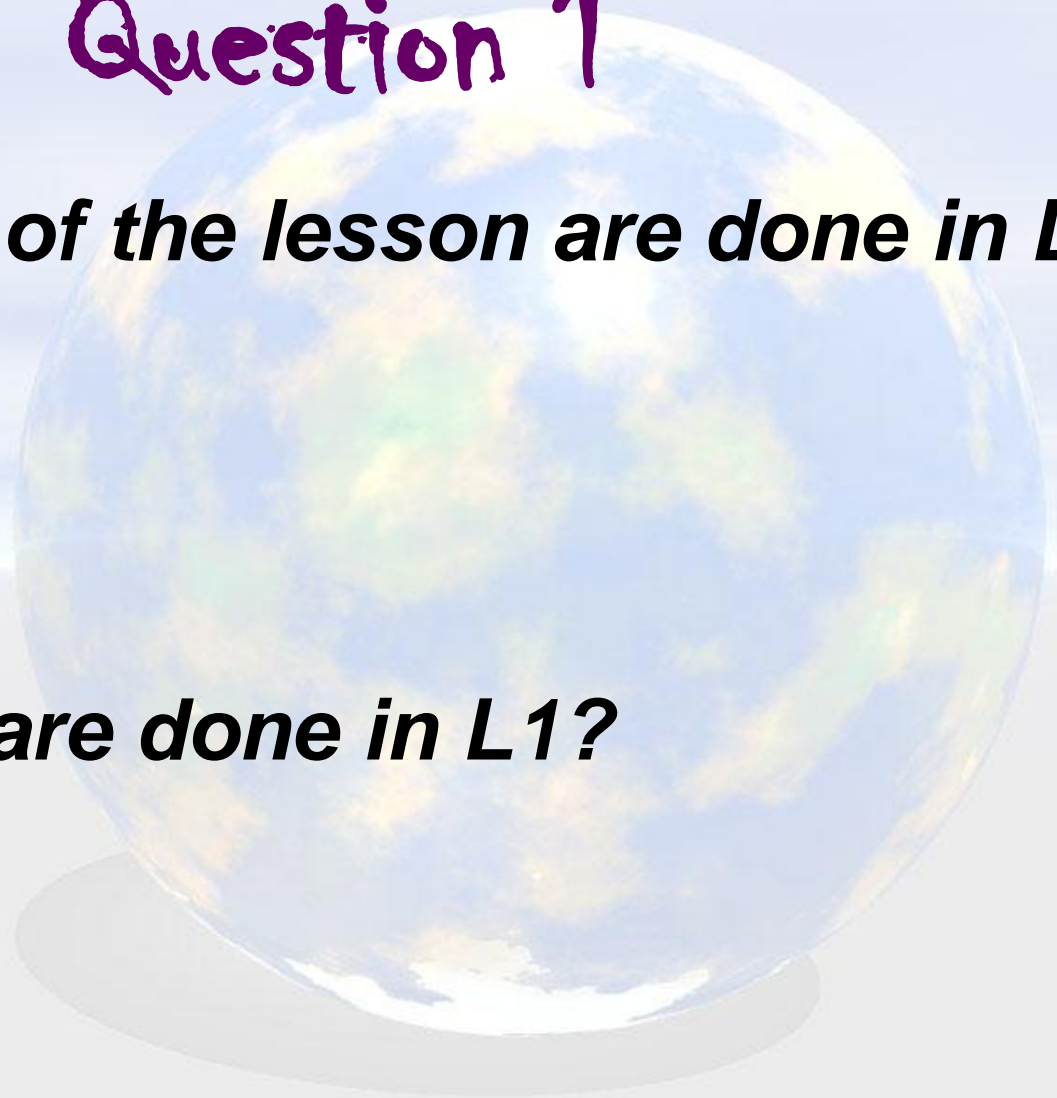 Question 1
of the lesson are done in
are done in L1?